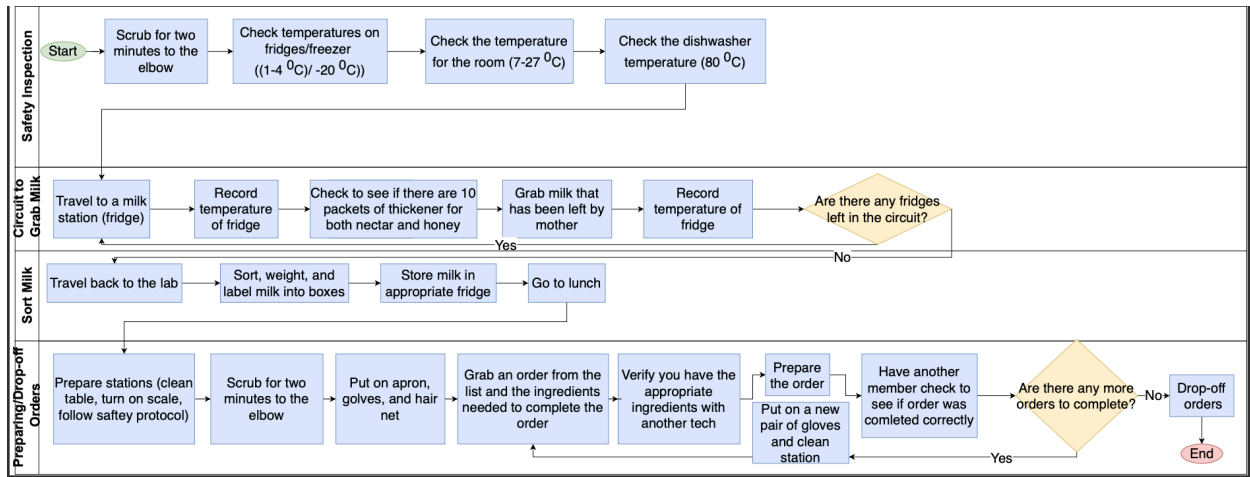 Safety Inspection
Start
Scrub for two
minutes to the
elbow
Check temperatures on
fridges/freezer
((1-4 ⁰C)/ -20 ⁰C))
Check the temperature
for the room (7-27 ⁰C)
Check the dishwasher
temperature (80 ⁰C)
Circuit to
Grab Milk
Travel to a milk
station (fridge)
Record
temperature
of fridge
Check to see if there are 10
packets of thickener for
both nectar and honey
Grab milk that
has been left by
mother
Record
temperature of
fridge
Are there any fridges
left in the circuit?
Yes
No
Sort Milk
Travel back to the lab
Sort, weight, and
label milk into boxes
Store milk in
appropriate fridge
Go to lunch
Preparing/Drop-off
Orders
Prepare stations (clean
table, turn on scale,
follow saftey protocol)
Scrub for two
minutes to the
elbow
Put on apron,
golves, and hair
net
Grab an order from the
list and the ingredients
needed to complete the
order
Verify you have the
appropriate
ingredients with
another tech
Prepare
the order
Put on a new
pair of gloves
and clean
station
Have another
member check to
see if order was
comleted correctly
Are there any more
orders to complete?
No
Drop-off
orders
Yes
End